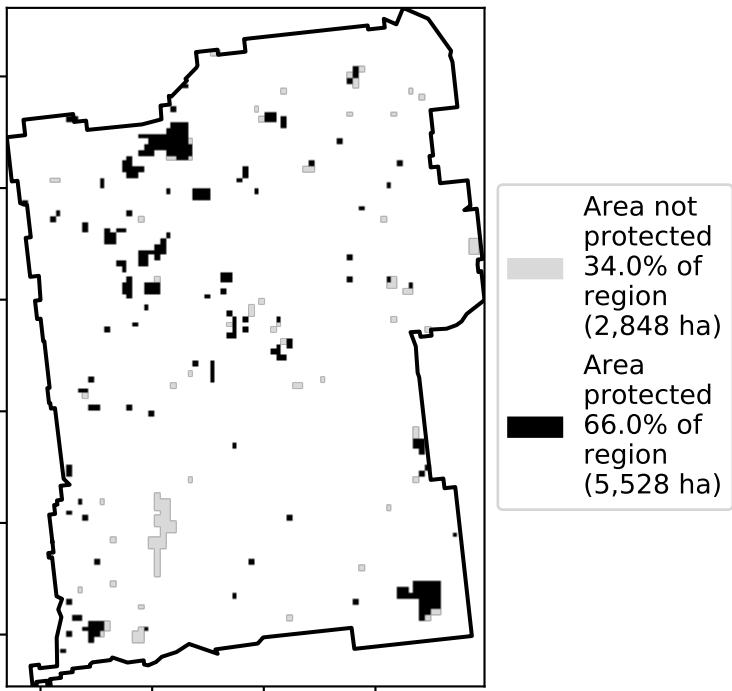 Area not
protected
34.0% of
region
(2,848 ha)
Area
protected
66.0% of
region
(5,528 ha)